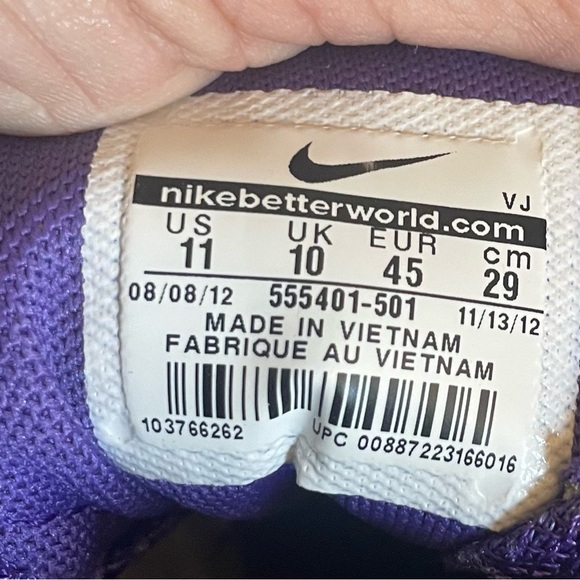 VJ
nikebetterworld.com
US UK EUR cm
11 10 45 29
08/08/12 555401-501 11/13/12
MADE IN VIETNAM
FABRIQUE AU VIETNAM
103766262 UPC 00887223166016